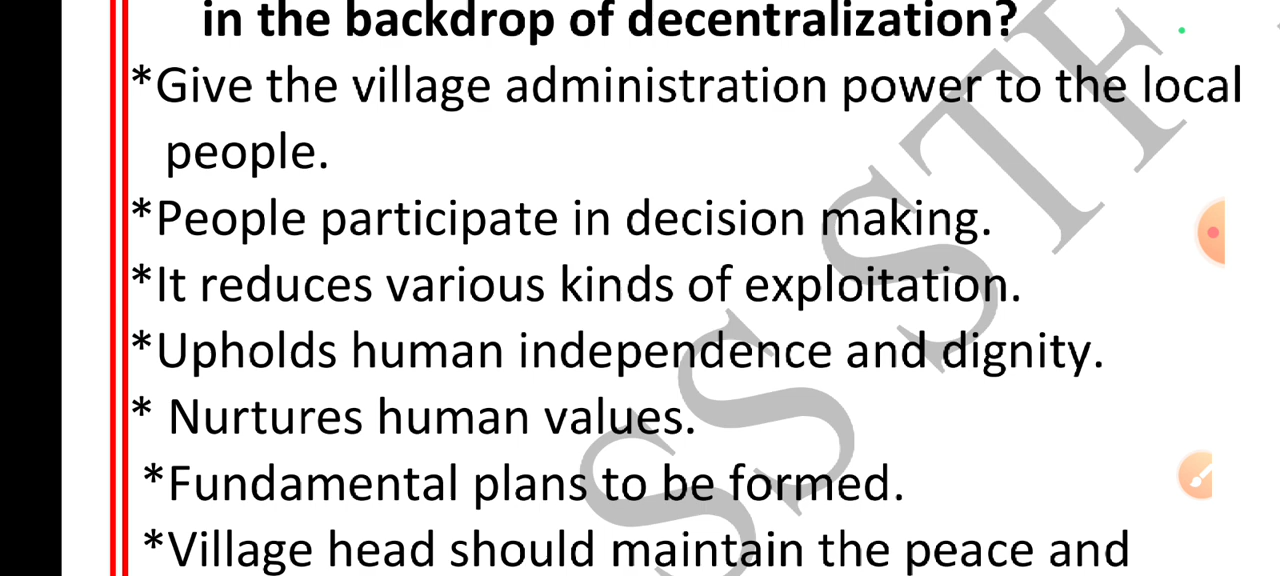 in the backdrop of decentralization?
*Give the village administration power to the local
people.
*People participate in decision making.
*It reduces various kinds of exploitation.
*Upholds human independence and dignity.
* Nurtures human values.
*Fundamental plans to be formed.
*Village head should maintain the peace and
SS STF